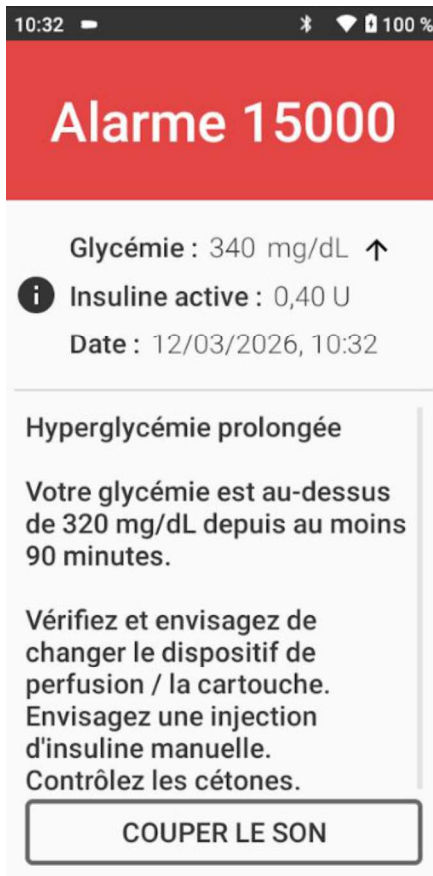 10:32 100 %
Alarme 15000
Glycémie : 340 mg/dL ↑
Insuline active : 0,40 U
Date : 12/03/2026, 10:32
Hyperglycémie prolongée
Votre glycémie est au-dessus
de 320 mg/dL depuis au moins
90 minutes.
Vérifiez et envisagez de
changer le dispositif de
perfusion / la cartouche.
Envisagez une injection
d'insuline manuelle.
Contrôlez les cétones.
COUPER LE SON